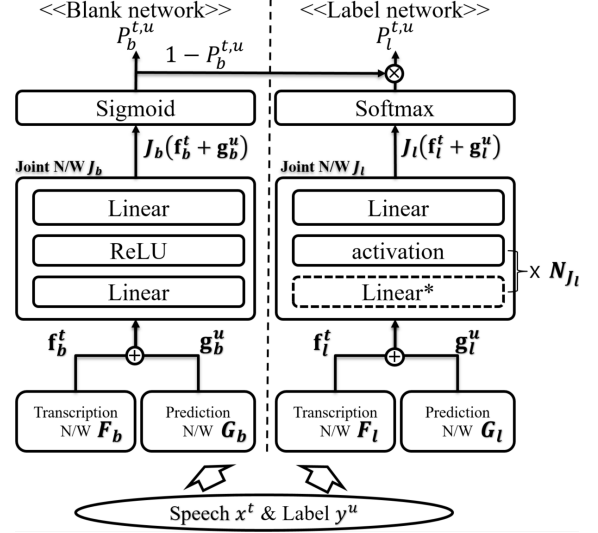 <<Blank network>>
<<Label network>>
P_b^{t,u}
P_l^{t,u}
1 − P_b^{t,u}
⊗
Sigmoid
Softmax
J_b(f_b^t + g_b^u)
J_l(f_l^t + g_l^u)
Joint N/W J_b
Joint N/W J_l
Linear
ReLU
Linear
Linear
activation
Linear*
x N_{J_l}
f_b^t
g_b^u
f_l^t
g_l^u
+
+
Transcription
N/W F_b
Prediction
N/W G_b
Transcription
N/W F_l
Prediction
N/W G_l
Speech x^t & Label y^u